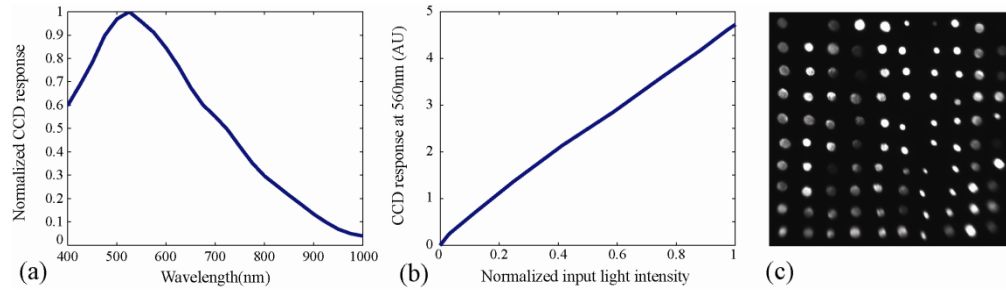 Normalized CCD response
1
0.9
0.8
0.7
0.6
0.5
0.4
0.3
0.2
0.1
0
400 500 600 700 800 900 1000
Wavelength(nm)
(a)
CCD response at 560nm (AU)
5
4
3
2
1
0
0 0.2 0.4 0.6 0.8 1
Normalized input light intensity
(b)
(c)